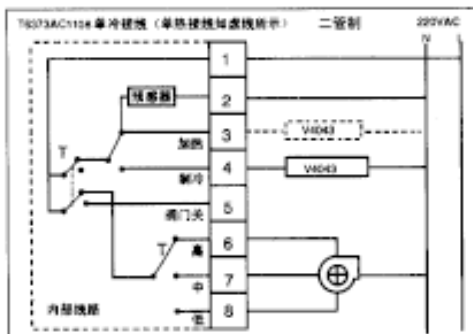 T6373AC1108 单冷接线（单热接线如虚线所示） 二管制 220VAC
N L
1
感器 2
加热 3 V4043
T 制冷 4 V4043
阀门关 5
T 高 6
中 7
内部线路 低 8